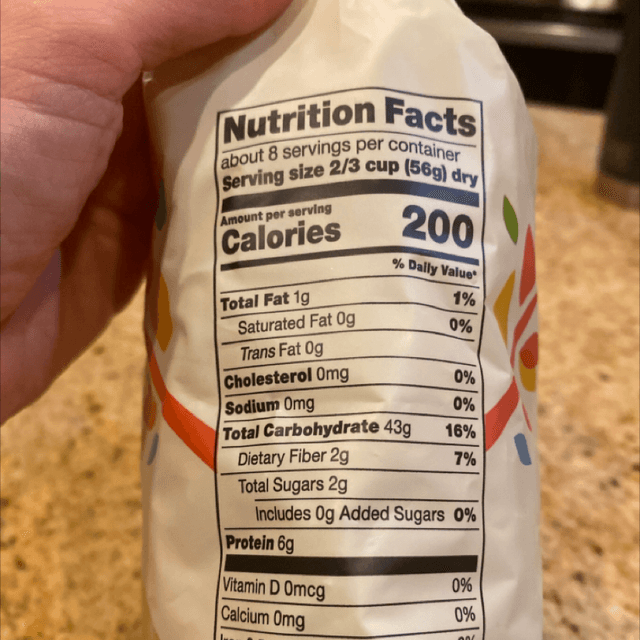 Nutrition Facts
about 8 servings per container
Serving size 2/3 cup (56g) dry
Amount per serving
Calories 200
% Daily Value*
Total Fat 1g 1%
Saturated Fat 0g 0%
Trans Fat 0g
Cholesterol 0mg 0%
Sodium 0mg 0%
Total Carbohydrate 43g 16%
Dietary Fiber 2g 7%
Total Sugars 2g
Includes 0g Added Sugars 0%
Protein 6g
Vitamin D 0mcg 0%
Calcium 0mg 0%